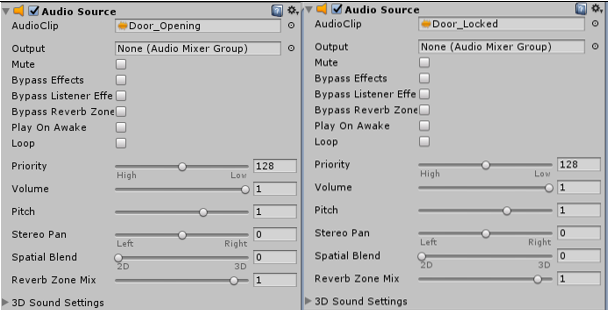 Audio Source
AudioClip Door_Opening
Output None (Audio Mixer Group)
Mute
Bypass Effects
Bypass Listener Effe
Bypass Reverb Zone
Play On Awake
Loop
Priority 128
High Low
Volume 1
Pitch 1
Stereo Pan 0
Left Right
Spatial Blend 0
2D 3D
Reverb Zone Mix 1
3D Sound Settings
Audio Source
AudioClip Door_Locked
Output None (Audio Mixer Group)
Mute
Bypass Effects
Bypass Listener Effe
Bypass Reverb Zone
Play On Awake
Loop
Priority 128
High Low
Volume 1
Pitch 1
Stereo Pan 0
Left Right
Spatial Blend 0
2D 3D
Reverb Zone Mix 1
3D Sound Settings